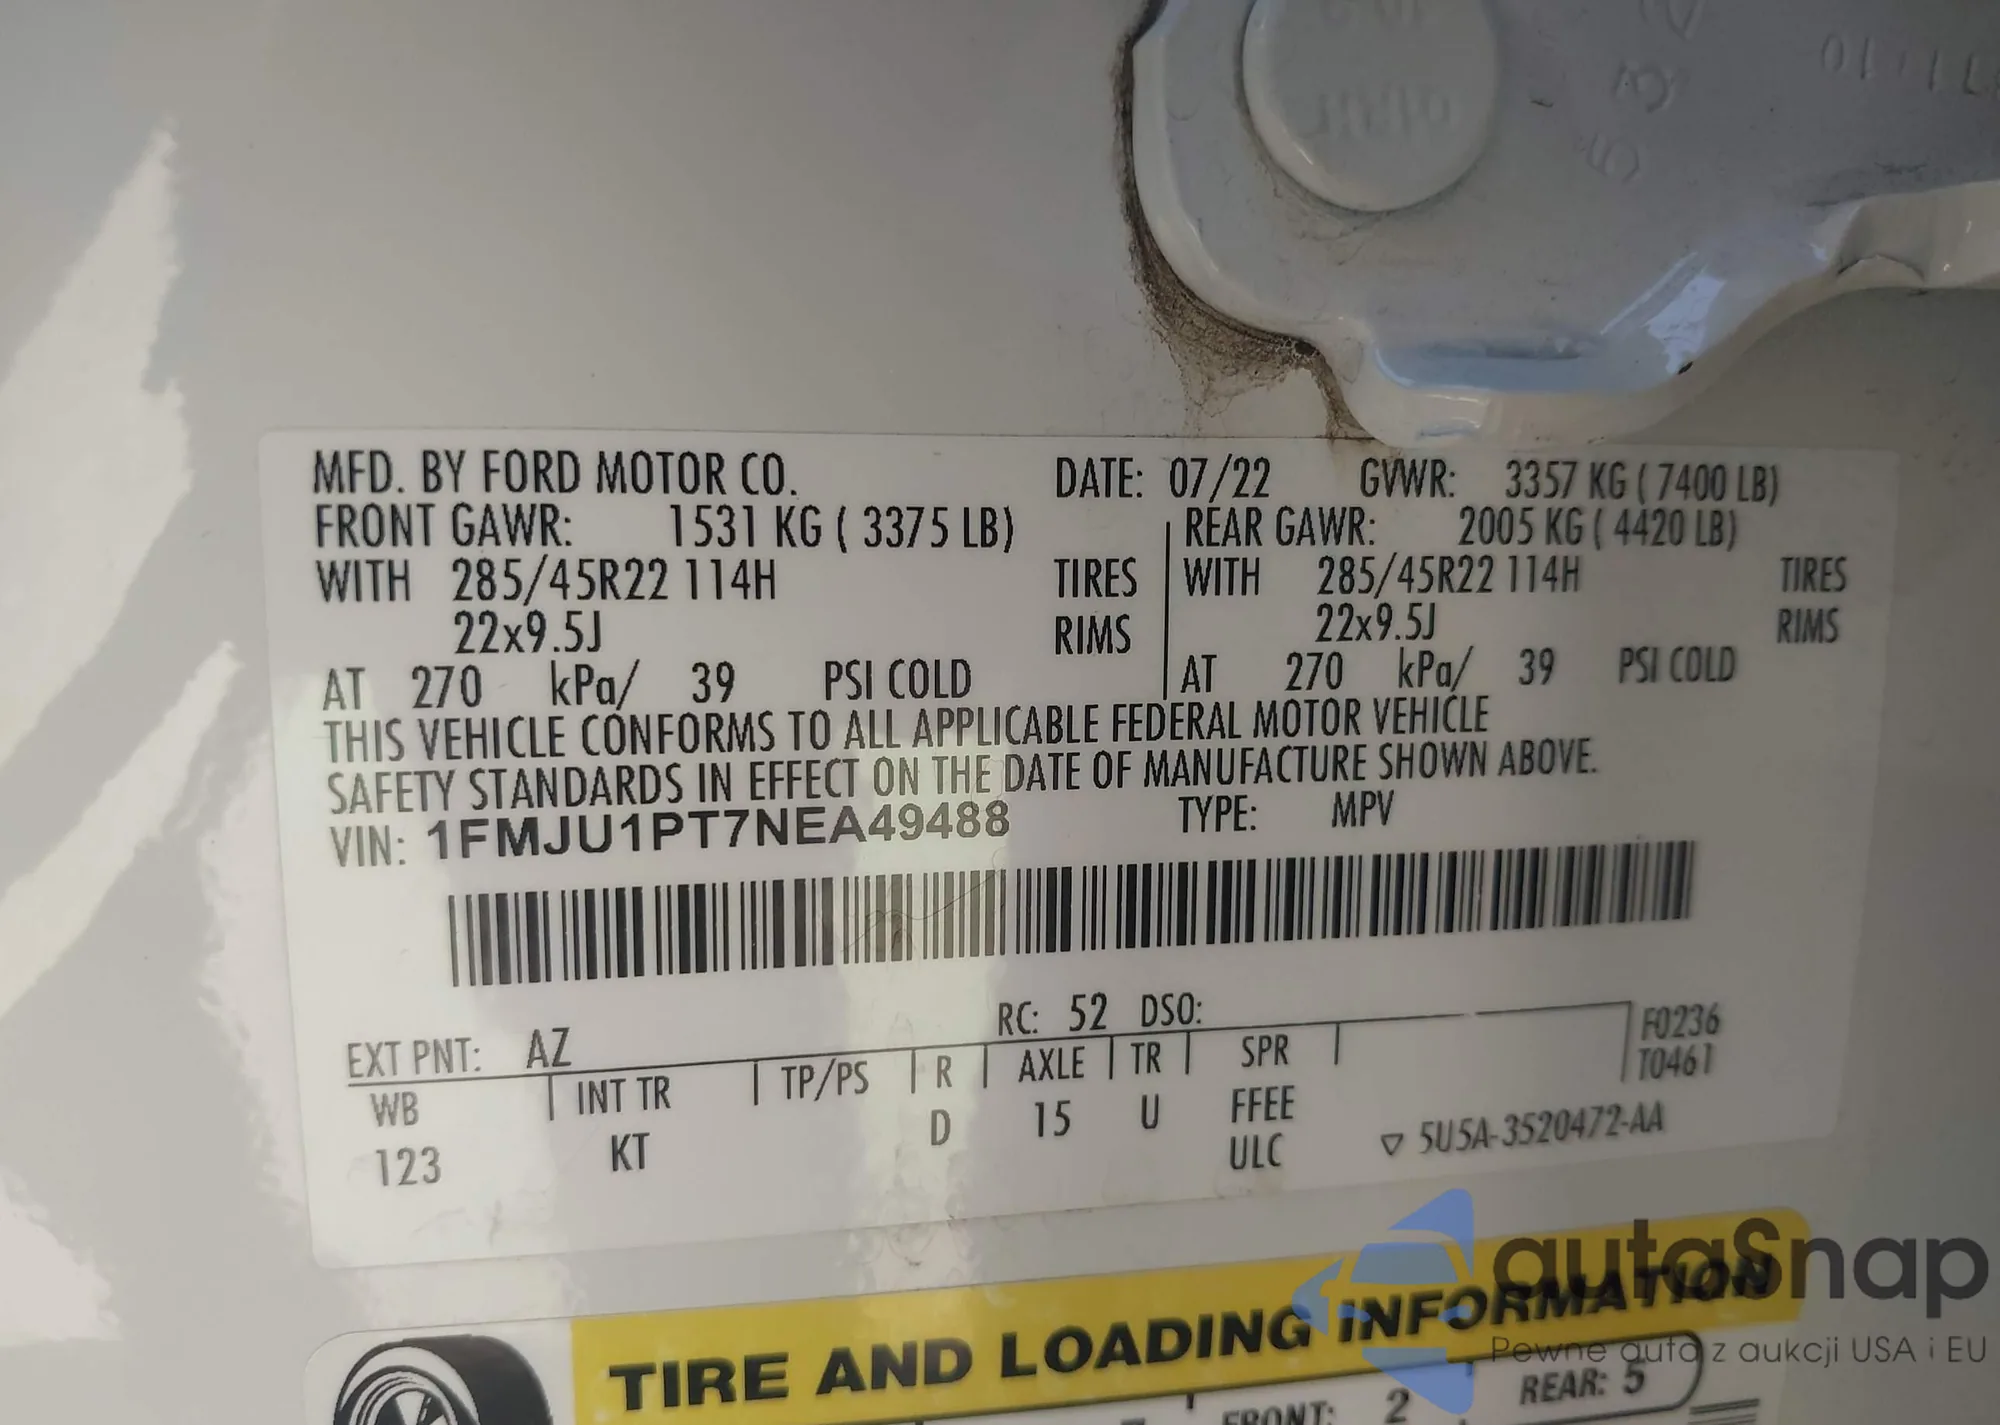 MFD. BY FORD MOTOR CO. DATE: 07/22 GVWR: 3357 KG ( 7400 LB)
FRONT GAWR: 1531 KG ( 3375 LB) REAR GAWR: 2005 KG ( 4420 LB)
WITH 285/45R22 114H TIRES WITH 285/45R22 114H TIRES
22x9.5J RIMS 22x9.5J RIMS
AT 270 kPa/ 39 PSI COLD AT 270 kPa/ 39 PSI COLD
THIS VEHICLE CONFORMS TO ALL APPLICABLE FEDERAL MOTOR VEHICLE
SAFETY STANDARDS IN EFFECT ON THE DATE OF MANUFACTURE SHOWN ABOVE.
VIN: 1FMJU1PT7NEA49488 TYPE: MPV
EXT PNT: AZ RC: 52 DSO: F0236
WB INT TR TP/PS R AXLE TR SPR T0461
123 KT D 15 U FFEE
ULC ▽ 5U5A-3520472-AA
autoSnap
TIRE AND LOADING INFORMATION
Pewne auta z aukcji USA i EU
FRONT: 2 REAR: 5